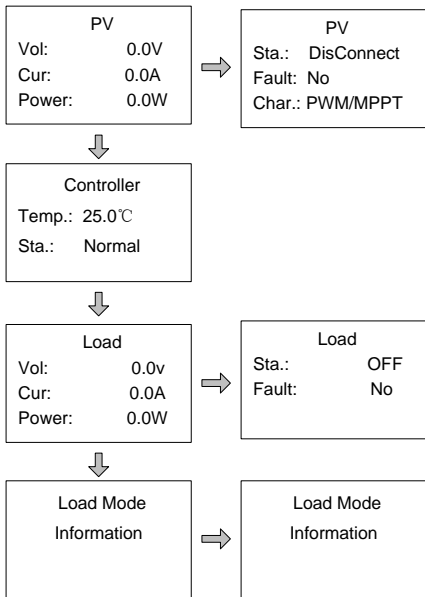 PV
Vol: 0.0V
Cur: 0.0A
Power: 0.0W
PV
Sta.: DisConnect
Fault: No
Char.: PWM/MPPT
Controller
Temp.: 25.0℃
Sta.: Normal
Load
Vol: 0.0v
Cur: 0.0A
Power: 0.0W
Load
Sta.: OFF
Fault: No
Load Mode
Information
Load Mode
Information